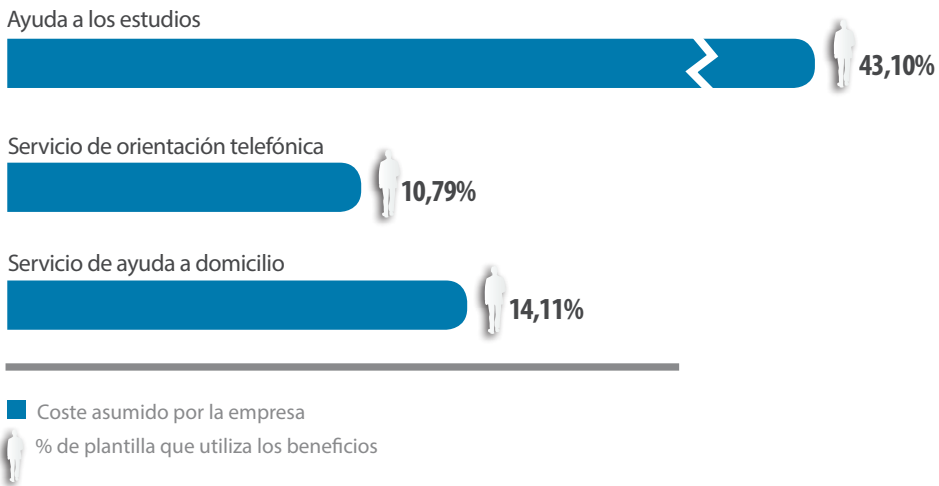 Ayuda a los estudios
43,10%
Servicio de orientación telefónica
10,79%
Servicio de ayuda a domicilio
14,11%
Coste asumido por la empresa
% de plantilla que utiliza los beneficios